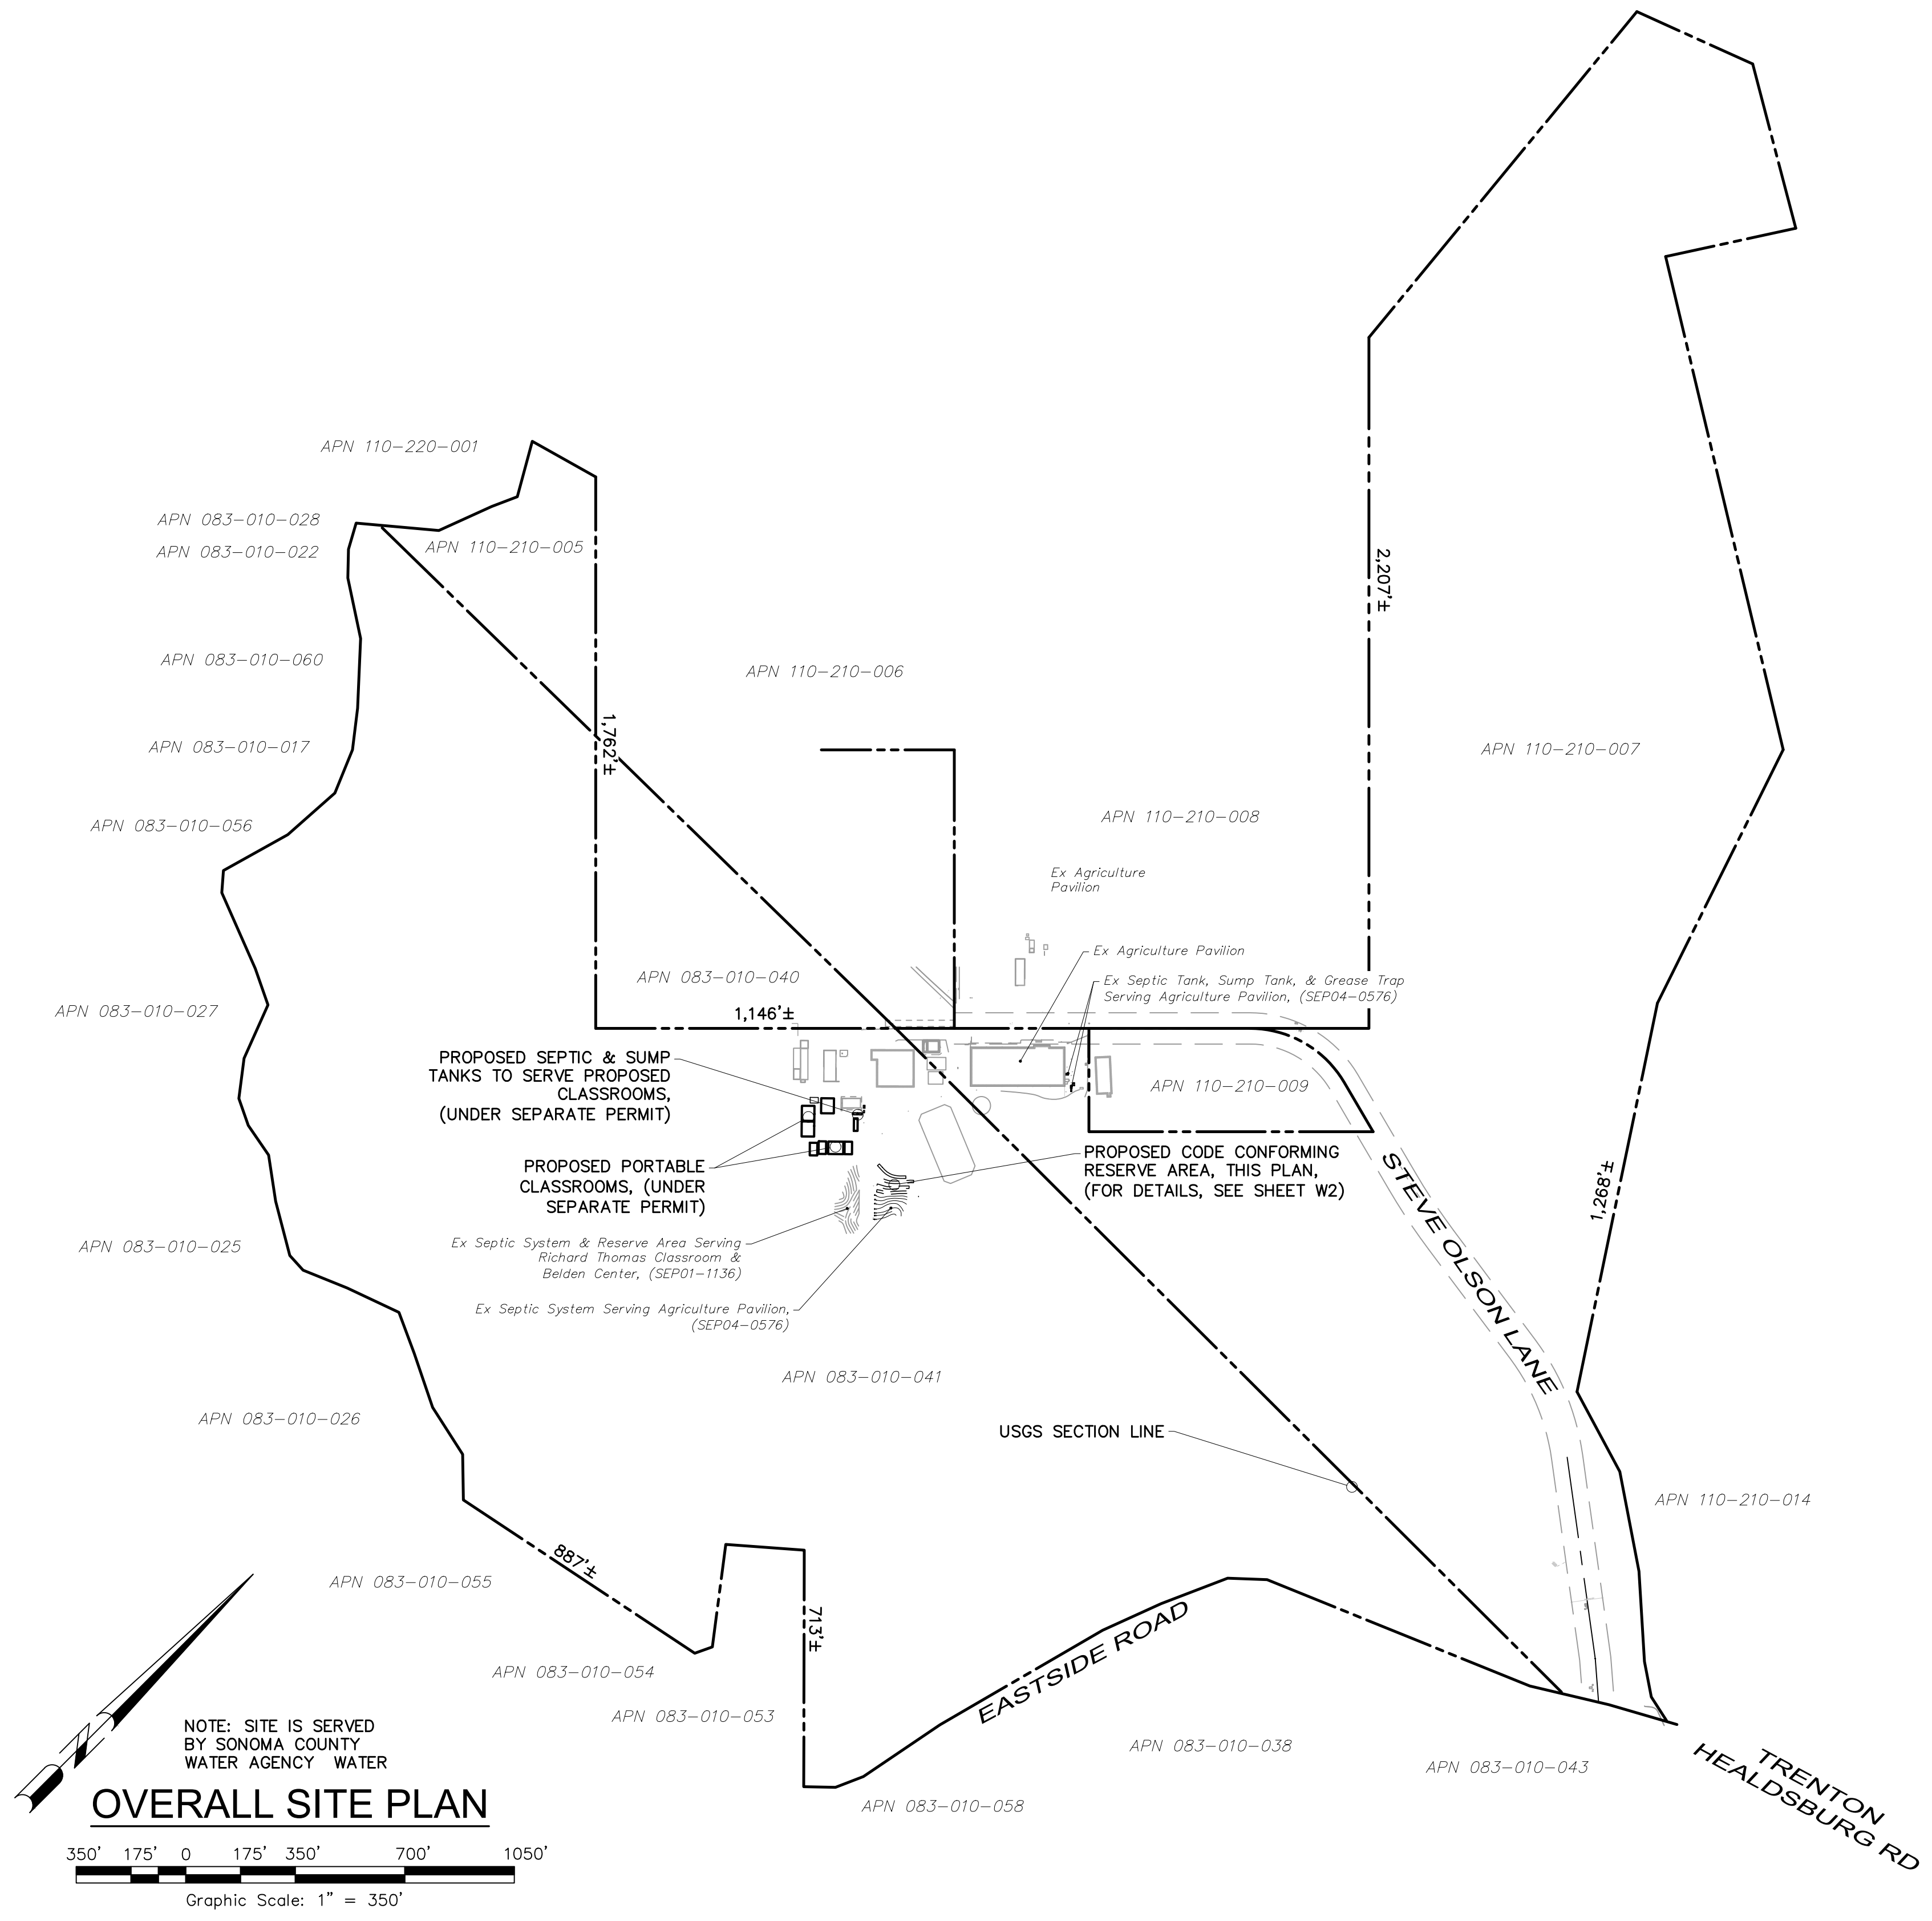 APN 110-220-001
APN 083-010-028
APN 083-010-022
APN 110-210-005
2,207'±
APN 083-010-060
APN 110-210-006
APN 083-010-017
1,762'±
APN 110-210-007
APN 083-010-056
APN 110-210-008
Ex Agriculture
Pavilion
Ex Agriculture Pavilion
APN 083-010-040
Ex Septic Tank, Sump Tank, & Grease Trap
Serving Agriculture Pavilion, (SEP04-0576)
APN 083-010-027
1,146'±
PROPOSED SEPTIC & SUMP
TANKS TO SERVE PROPOSED
CLASSROOMS,
(UNDER SEPARATE PERMIT)
APN 110-210-009
PROPOSED PORTABLE
CLASSROOMS, (UNDER
SEPARATE PERMIT)
PROPOSED CODE CONFORMING
RESERVE AREA, THIS PLAN,
(FOR DETAILS, SEE SHEET W2)
STEVE OLSON LANE
1,268'±
APN 083-010-025
Ex Septic System & Reserve Area Serving
Richard Thomas Classroom &
Belden Center, (SEP01-1136)
Ex Septic System Serving Agriculture Pavilion,
(SEP04-0576)
APN 083-010-041
APN 083-010-026
USGS SECTION LINE
APN 110-210-014
887'±
APN 083-010-055
713'±
EASTSIDE ROAD
APN 083-010-054
APN 083-010-053
APN 083-010-038
APN 083-010-043
APN 083-010-058
TRENTON
HEALDSBURG RD
N
NOTE: SITE IS SERVED
BY SONOMA COUNTY
WATER AGENCY WATER
OVERALL SITE PLAN
350' 175' 0 175' 350' 700' 1050'
Graphic Scale: 1" = 350'